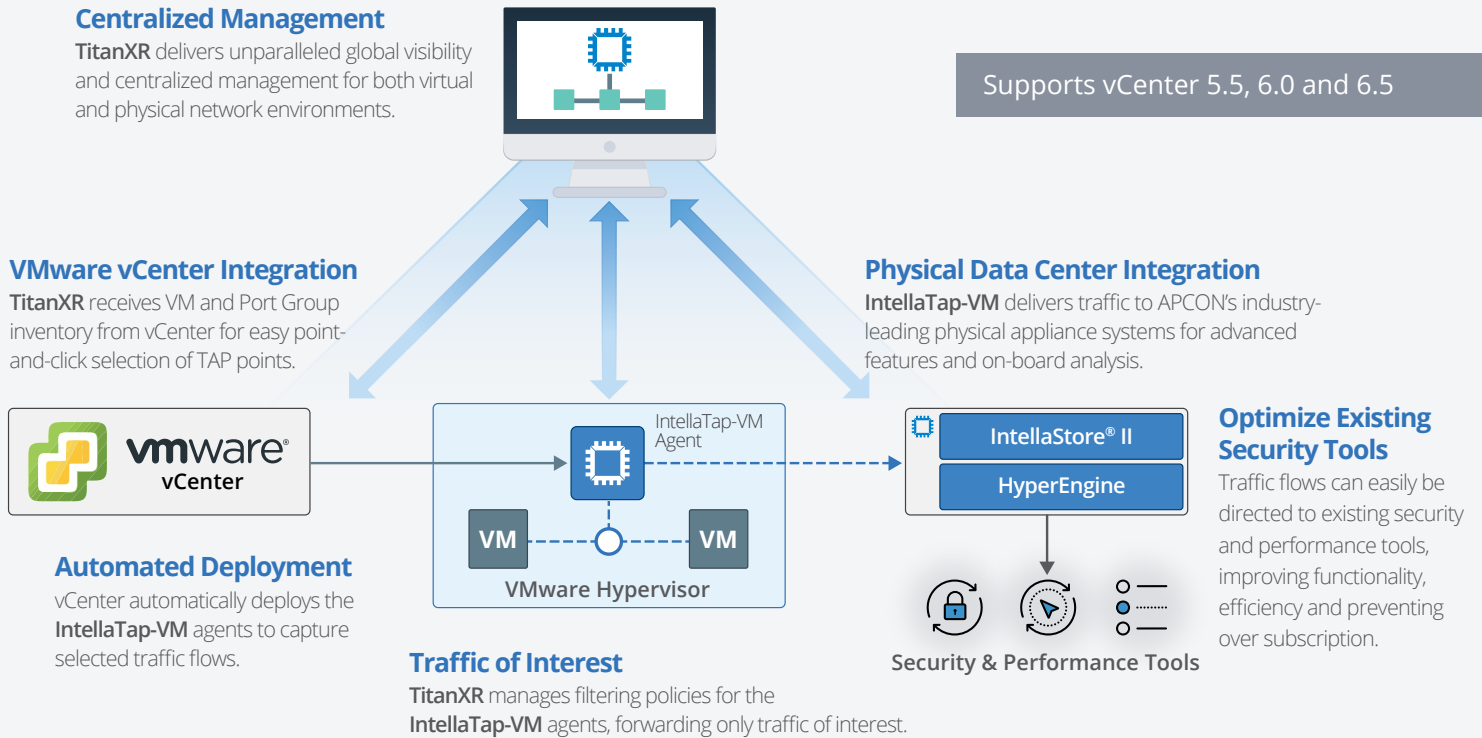 Centralized Management
TitanXR delivers unparalleled global visibility
and centralized management for both virtual
and physical network environments.
Supports vCenter 5.5, 6.0 and 6.5
VMware vCenter Integration
TitanXR receives VM and Port Group
inventory from vCenter for easy point-
and-click selection of TAP points.
Physical Data Center Integration
IntellaTap-VM delivers traffic to APCON’s industry-
leading physical appliance systems for advanced
features and on-board analysis.
vmware®
vCenter
IntellaTap-VM
Agent
VM
VM
VMware Hypervisor
IntellaStore® II
HyperEngine
Optimize Existing
Security Tools
Traffic flows can easily be
directed to existing security
and performance tools,
improving functionality,
efficiency and preventing
over subscription.
Automated Deployment
vCenter automatically deploys the
IntellaTap-VM agents to capture
selected traffic flows.
Security & Performance Tools
Traffic of Interest
TitanXR manages filtering policies for the
IntellaTap-VM agents, forwarding only traffic of interest.